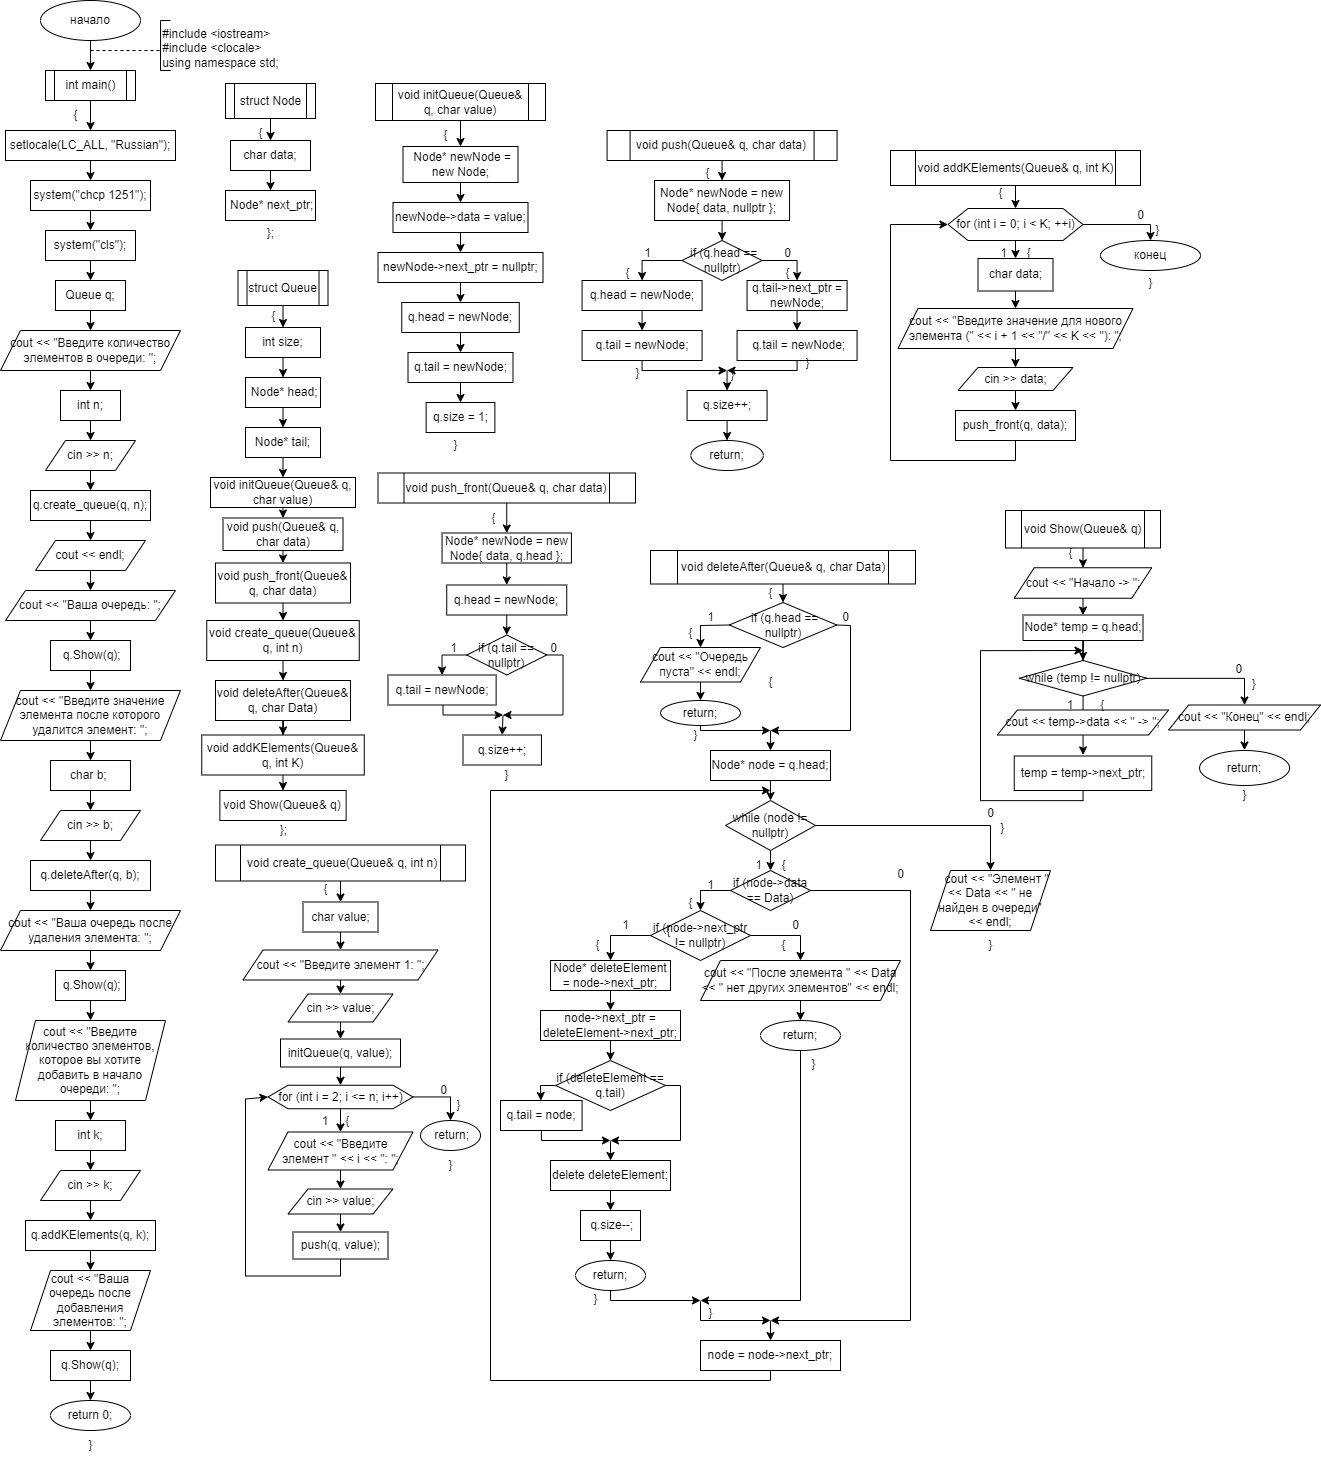 начало
#include <iostream>
#include <clocale>
using namespace std;
int main()
{
setlocale(LC_ALL, "Russian");
system("chcp 1251");
system("cls");
Queue q;
cout << "Введите количество
элементов в очереди: ";
int n;
cin >> n;
q.create_queue(q, n);
cout << endl;
cout << "Ваша очередь: ";
q.Show(q);
cout << "Введите значение
элемента после которого
удалится элемент: ";
char b;
cin >> b;
q.deleteAfter(q, b);
cout << "Ваша очередь после
удаления элемента: ";
q.Show(q);
cout << "Введите
количество элементов,
которое вы хотите
добавить в начало
очереди: ";
int k;
cin >> k;
q.addKElements(q, k);
cout << "Ваша
очередь после
добавления
элементов: ";
q.Show(q);
return 0;
}
struct Node
{
char data;
Node* next_ptr;
};
struct Queue
{
int size;
Node* head;
Node* tail;
void initQueue(Queue& q,
char value)
void push(Queue& q,
char data)
void push_front(Queue&
q, char data)
void create_queue(Queue&
q, int n)
void deleteAfter(Queue&
q, char Data)
void addKElements(Queue&
q, int K)
void Show(Queue& q)
};
void create_queue(Queue& q, int n)
{
char value;
cout << "Введите элемент 1: ";
cin >> value;
initQueue(q, value);
for (int i = 2; i <= n; i++)
0
}
1
{
return;
}
cout << "Введите
элемент " << i << ": ";
cin >> value;
push(q, value);
void initQueue(Queue&
q, char value)
{
Node* newNode =
new Node;
newNode->data = value;
newNode->next_ptr = nullptr;
q.head = newNode;
q.tail = newNode;
q.size = 1;
}
void push_front(Queue& q, char data)
{
Node* newNode = new
Node{ data, q.head };
q.head = newNode;
if (q.tail ==
nullptr)
1
0
q.tail = newNode;
q.size++;
}
void push(Queue& q, char data)
{
Node* newNode = new
Node{ data, nullptr };
if (q.head ==
nullptr)
1
0
{
{
q.head = newNode;
q.tail->next_ptr =
newNode;
q.tail = newNode;
q.tail = newNode;
}
}
}
q.size++;
return;
void deleteAfter(Queue& q, char Data)
{
if (q.head ==
nullptr)
1
0
{
cout << "Очередь
пуста" << endl;
{
return;
}
Node* node = q.head;
while (node !=
nullptr)
0
}
1
{
if (node->data
== Data)
1
0
{
if (node->next_ptr
!= nullptr)
1
0
{
{
Node* deleteElement
= node->next_ptr;
cout << "После элемента " << Data
<< " нет других элементов" << endl;
node->next_ptr =
deleteElement->next_ptr;
return;
}
if (deleteElement ==
q.tail)
q.tail = node;
delete deleteElement;
q.size--;
return;
}
}
node = node->next_ptr;
cout << "Элемент "
<< Data << " не
найден в очереди"
<< endl;
}
void addKElements(Queue& q, int K)
{
for (int i = 0; i < K; ++i)
0
}
1
{
конец
}
char data;
cout << "Введите значение для нового
элемента (" << i + 1 << "/" << K << "): ";
cin >> data;
push_front(q, data);
void Show(Queue& q)
{
cout << "Начало -> ";
Node* temp = q.head;
while (temp != nullptr)
0
}
1
{
cout << temp->data << " -> ";
cout << "Конец" << endl;
temp = temp->next_ptr;
return;
}